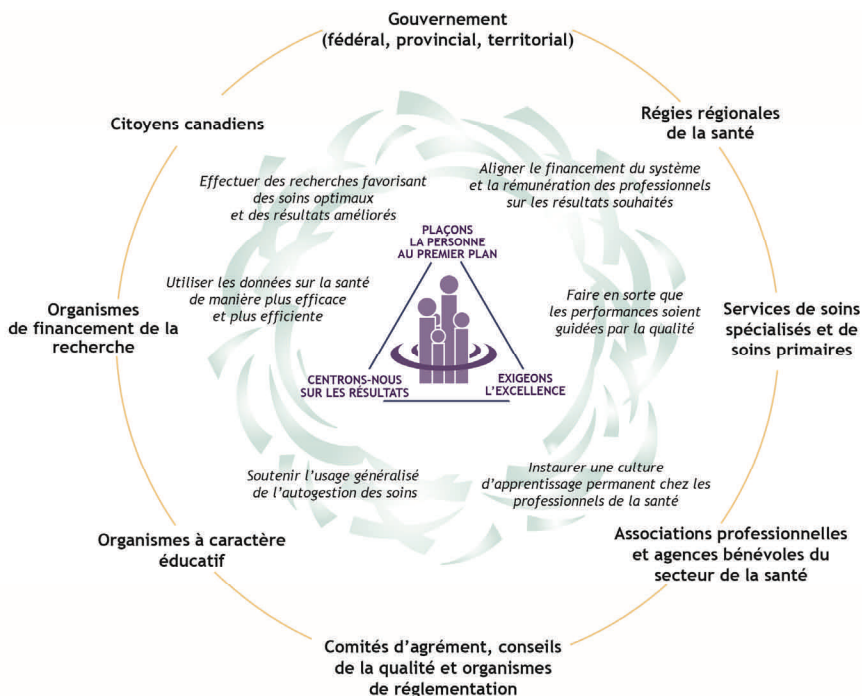 Gouvernement
(fédéral, provincial, territorial)
Citoyens canadiens
Régies régionales
de la santé
Effectuer des recherches favorisant
des soins optimaux
et des résultats améliorés
Aligner le financement du système
et la rémunération des professionnels
sur les résultats souhaités
PLAÇONS
LA PERSONNE
AU PREMIER PLAN
Utiliser les données sur la santé
de manière plus efficace
et plus efficiente
Faire en sorte que
les performances soient
guidées par la qualité
Organismes
de financement de la
recherche
Services de soins
spécialisés et de
soins primaires
CENTRONS-NOUS
SUR LES RÉSULTATS
EXIGEONS
L’EXCELLENCE
Soutenir l’usage généralisé
de l’autogestion des soins
Instaurer une culture
d’apprentissage permanent chez les
professionnels de la santé
Organismes à caractère
éducatif
Associations professionnelles
et agences bénévoles du
secteur de la santé
Comités d’agrément, conseils
de la qualité et organismes
de réglementation